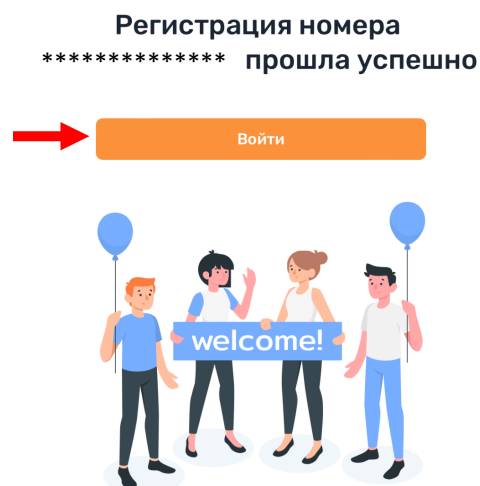 Регистрация номера
************** прошла успешно
Войти
welcome!